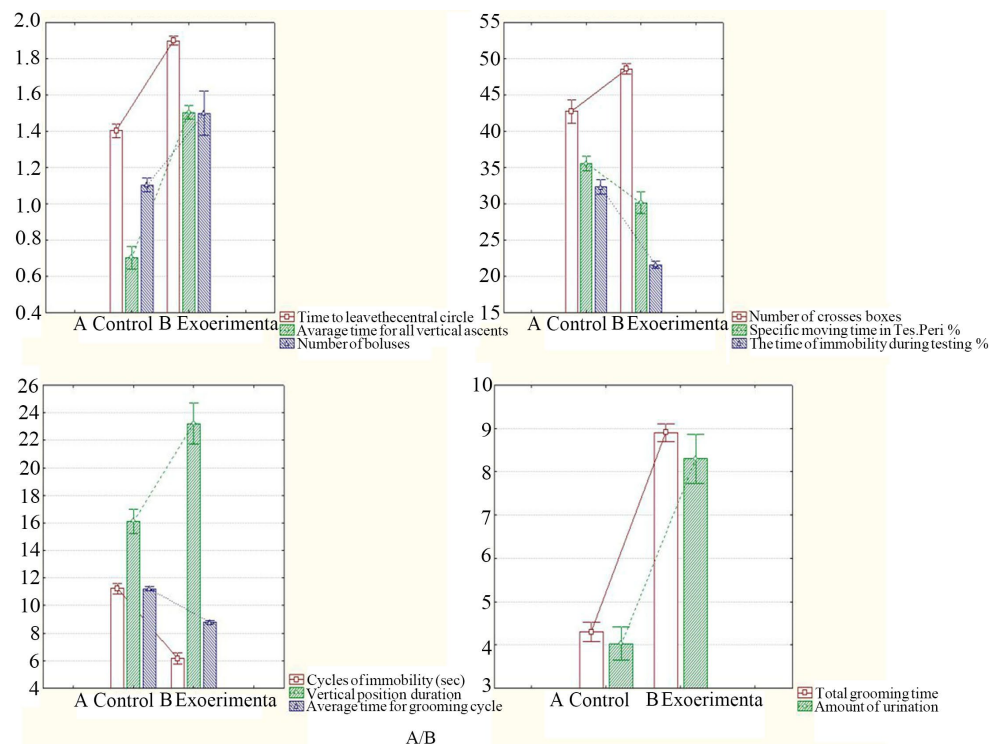 2.0
1.8
1.6
1.4
1.2
1.0
0.8
0.6
0.4
A Control B Exoerimenta
Time to leavethecentral circle
Avarage time for all vertical ascents
Number of boluses
55
50
45
40
35
30
25
20
15
A Control B Exoerimenta
Number of crosses boxes
Specific moving time in Tes.Peri %
The time of immobility during testing %
26
24
22
20
18
16
14
12
10
8
6
4
A Control B Exoerimenta
Cycles of immobility (sec)
Vertical position duration
Average time for grooming cycle
10
9
8
7
6
5
4
3
A Control B Exoerimenta
Total grooming time
Amount of urination
A/B